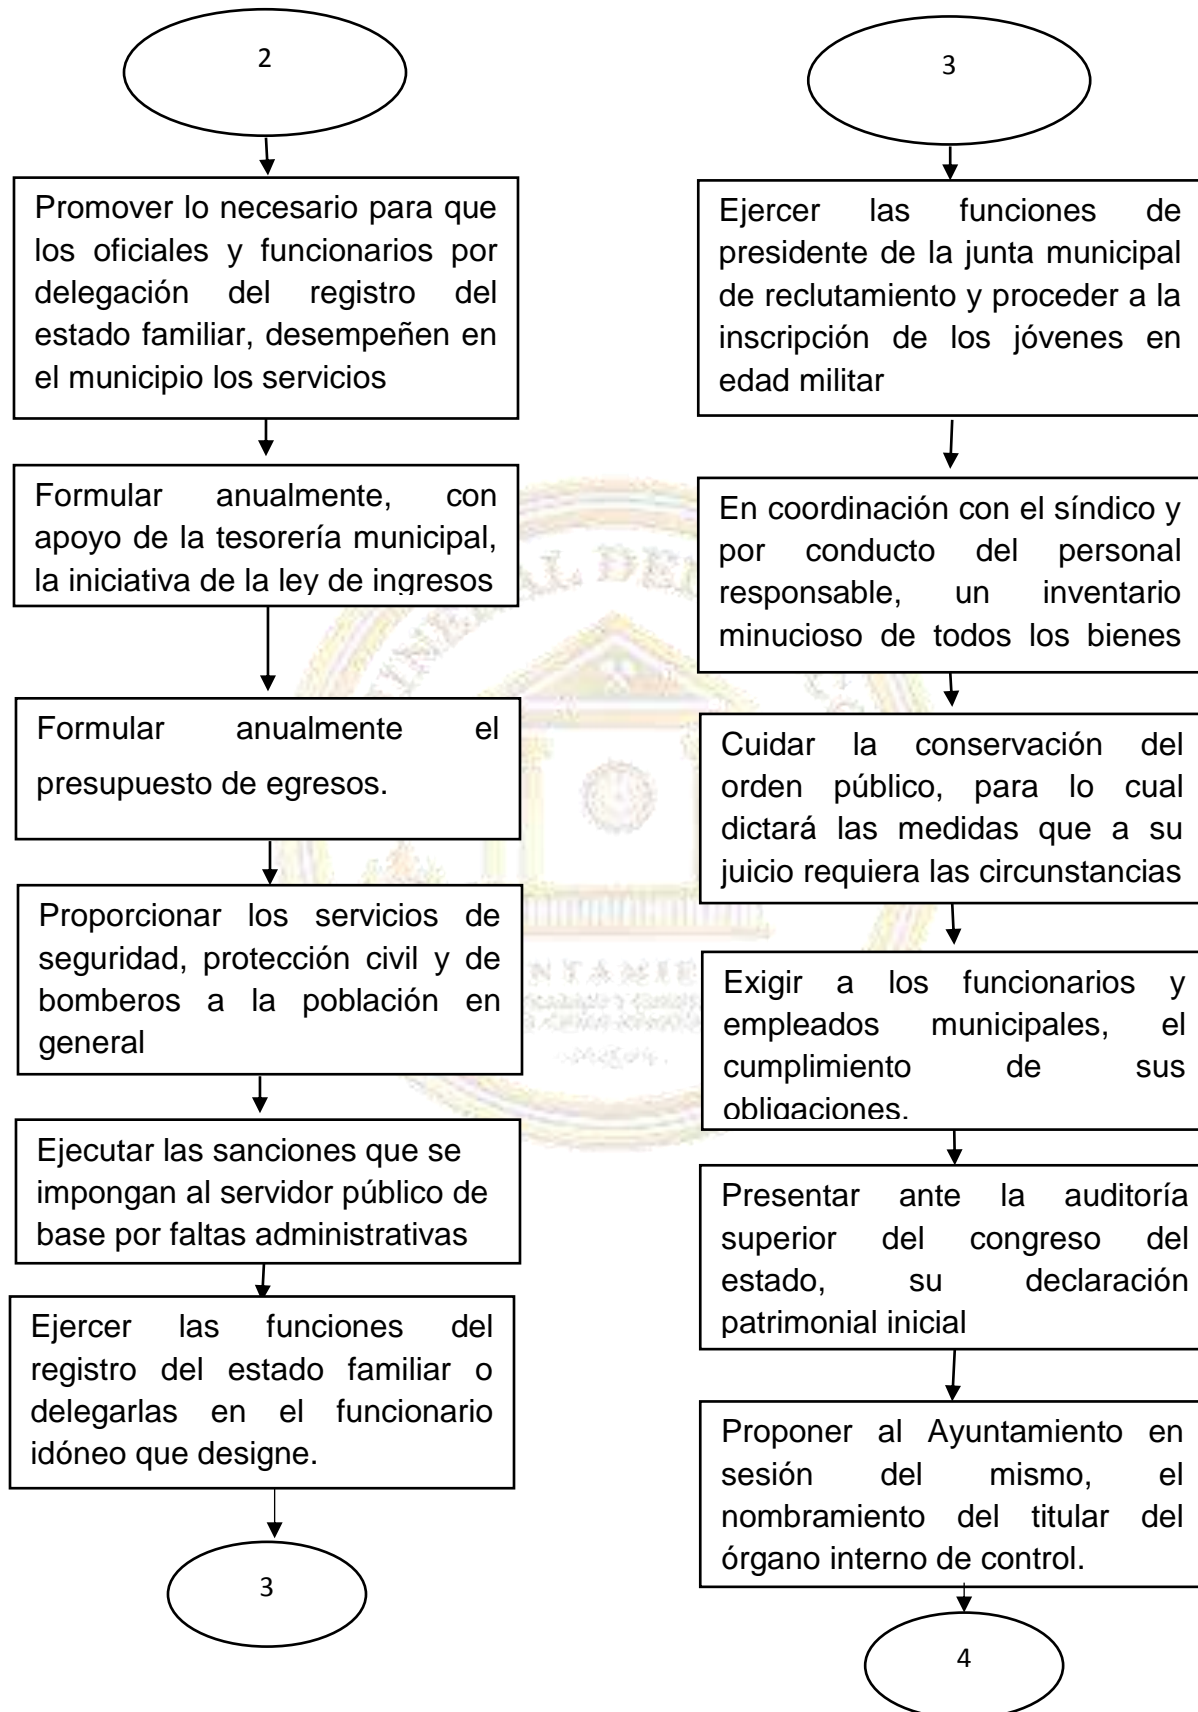 2
Promover lo necesario para que
los oficiales y funcionarios por
delegación del registro del
estado familiar, desempeñen en
el municipio los servicios
Formular anualmente, con
apoyo de la tesorería municipal,
la iniciativa de la ley de ingresos
Formular anualmente el
presupuesto de egresos.
Proporcionar los servicios de
seguridad, protección civil y de
bomberos a la población en
general
Ejecutar las sanciones que se
impongan al servidor público de
base por faltas administrativas
Ejercer las funciones del
registro del estado familiar o
delegarlas en el funcionario
idóneo que designe.
3
3
Ejercer las funciones de
presidente de la junta municipal
de reclutamiento y proceder a la
inscripción de los jóvenes en
edad militar
En coordinación con el síndico y
por conducto del personal
responsable, un inventario
minucioso de todos los bienes
Cuidar la conservación del
orden público, para lo cual
dictará las medidas que a su
juicio requiera las circunstancias
Exigir a los funcionarios y
empleados municipales, el
cumplimiento de sus
obligaciones.
Presentar ante la auditoría
superior del congreso del
estado, su declaración
patrimonial inicial
Proponer al Ayuntamiento en
sesión del mismo, el
nombramiento del titular del
órgano interno de control.
4